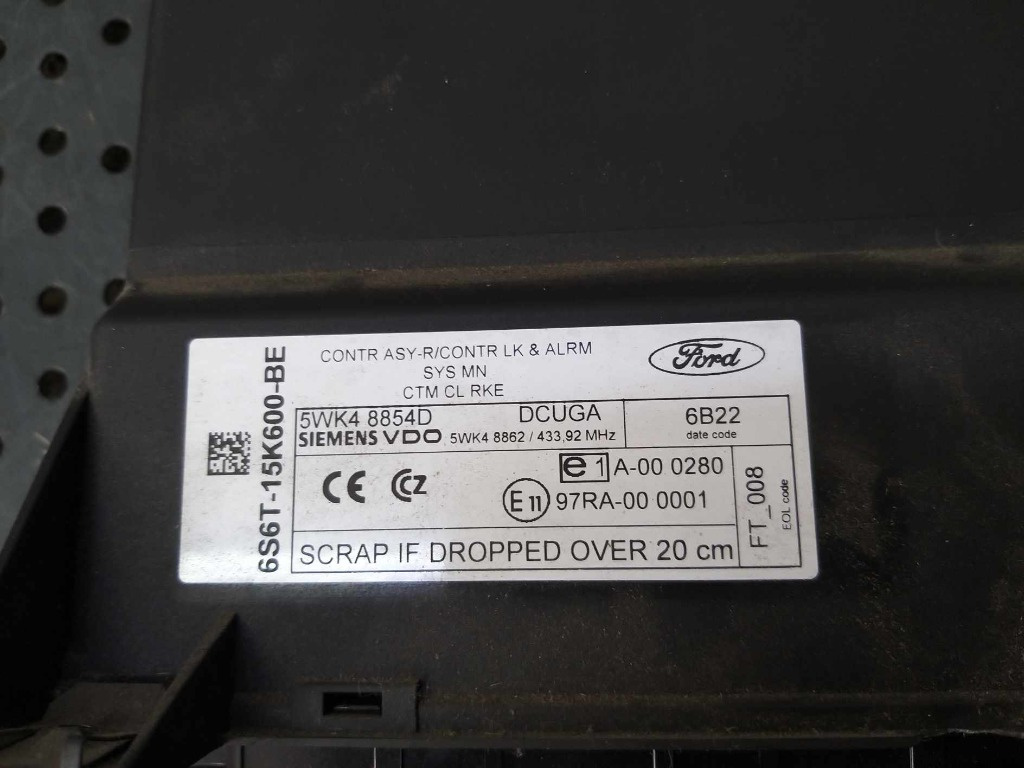 6S6T-15K600-BE
CONTR ASY-R/CONTR LK & ALRM
SYS MN
CTM CL RKE
Ford
5WK4 8854D DCUGA
SIEMENS VDO 5WK4 8862 / 433,92 MHz
6B22
date code
CE CCZ
e 1 A-00 0280
E 11 97RA-00 0001
FT_008
EOL code
SCRAP IF DROPPED OVER 20 cm